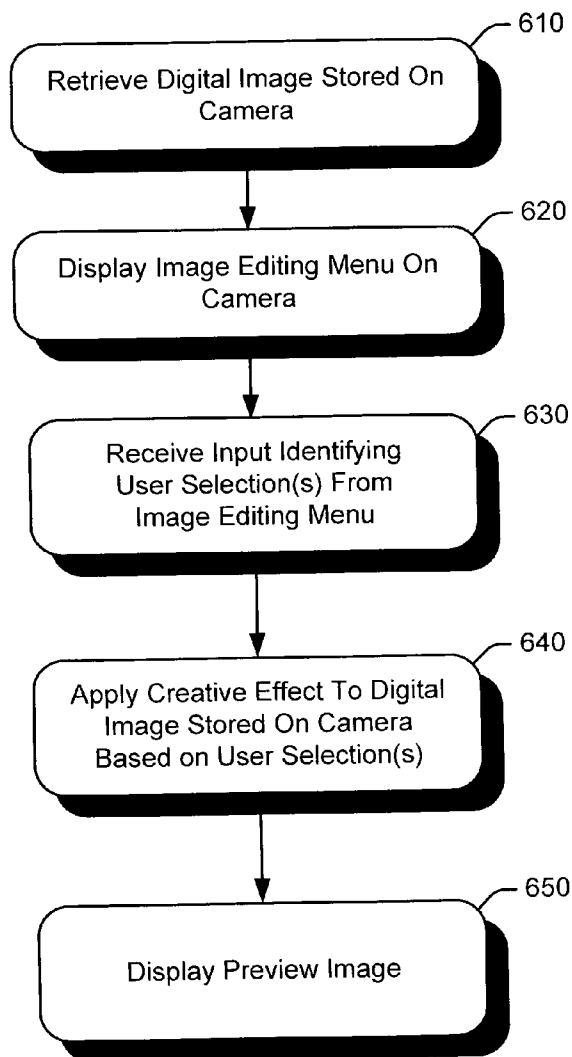 610
Retrieve Digital Image Stored On
Camera
620
Display Image Editing Menu On
Camera
630
Receive Input Identifying
User Selection(s) From
Image Editing Menu
640
Apply Creative Effect To Digital
Image Stored On Camera
Based on User Selection(s)
650
Display Preview Image